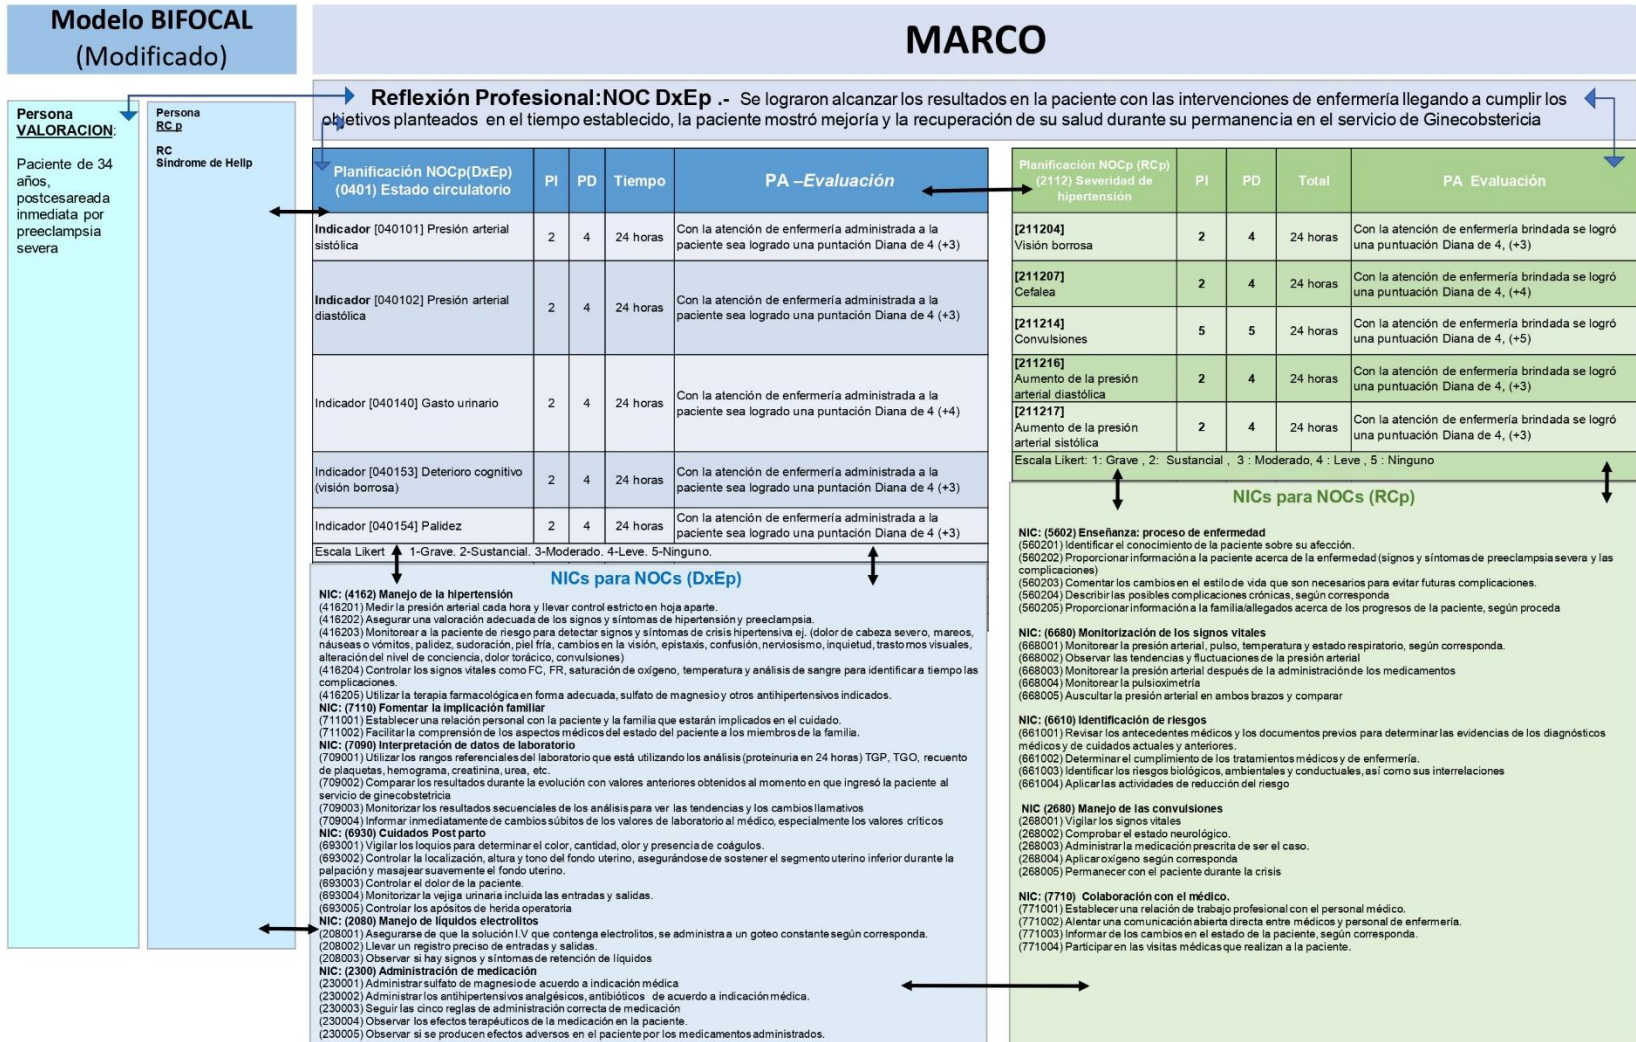 Modelo BIFOCAL
(Modificado)
MARCO
Reflexión Profesional:NOC DxEp .- Se lograron alcanzar los resultados en la paciente con las intervenciones de enfermería llegando a cumplir los
objetivos planteados en el tiempo establecido, la paciente mostró mejoría y la recuperación de su salud durante su permanencia en el servicio de Ginecobstericia
Persona
VALORACION:
Paciente de 34
años,
postcesareada
inmediata por
preeclampsia
severa
Persona
RC p
RC
Sindrome de Hellp
Planificación NOCp(DxEp)
(0401) Estado circulatorio
PI
PD
Tiempo
PA –Evaluación
Indicador [040101] Presión arterial
sistólica
2
4
24 horas
Con la atención de enfermería administrada a la
paciente sea logrado una puntación Diana de 4 (+3)
Indicador [040102] Presión arterial
diastólica
2
4
24 horas
Con la atención de enfermería administrada a la
paciente sea logrado una puntación Diana de 4 (+3)
Indicador [040140] Gasto urinario
2
4
24 horas
Con la atención de enfermería administrada a la
paciente sea logrado una puntación Diana de 4 (+4)
Indicador [040153] Deterioro cognitivo
(visión borrosa)
2
4
24 horas
Con la atención de enfermería administrada a la
paciente sea logrado una puntación Diana de 4 (+3)
Indicador [040154] Palidez
2
4
24 horas
Con la atención de enfermería administrada a la
paciente sea logrado una puntación Diana de 4 (+3)
Escala Likert 1-Grave. 2-Sustancial. 3-Moderado. 4-Leve. 5-Ninguno.
NICs para NOCs (DxEp)
NIC: (4162) Manejo de la hipertensión
(416201) Medir la presión arterial cada hora y llevar control estricto en hoja aparte.
(416202) Asegurar una valoración adecuada de los signos y síntomas de hipertensión y preeclampsia.
(416203) Monitorear a la paciente de riesgo para detectar signos y síntomas de crisis hipertensiva ej. (dolor de cabeza severo, mareos,
náuseas o vómitos, palidez, sudoración, piel fría, cambios en la visión, epistaxis, confusión, nerviosismo, inquietud, trastornos visuales,
alteración del nivel de conciencia, dolor torácico, convulsiones)
(416204) Controlar los signos vitales como FC, FR, saturación de oxígeno, temperatura y análisis de sangre para identificar a tiempo las
complicaciones.
(416205) Utilizar la terapia farmacológica en forma adecuada, sulfato de magnesio y otros antihipertensivos indicados.
NIC: (7110) Fomentar la implicación familiar
(711001) Establecer una relación personal con la paciente y la familia que estarán implicados en el cuidado.
(711002) Facilitar la comprensión de los aspectos médicos del estado del paciente a los miembros de la familia.
NIC: (7090) Interpretación de datos de laboratorio
(709001) Utilizar los rangos referenciales del laboratorio que está utilizando los análisis (proteinuria en 24 horas) TGP, TGO, recuento
de plaquetas, hemograma, creatinina, urea, etc.
(709002) Comparar los resultados durante la evolución con valores anteriores obtenidos al momento en que ingresó la paciente al
servicio de ginecobstetricia
(709003) Monitorizar los resultados secuenciales de los análisis para ver las tendencias y los cambios llamativos
(709004) Informar inmediatamente de cambios súbitos de los valores de laboratorio al médico, especialmente los valores críticos
NIC: (6930) Cuidados Post parto
(693001) Vigilar los loquios para determinar el color, cantidad, olor y presencia de coágulos.
(693002) Controlar la localización, altura y tono del fondo uterino, asegurándose de sostener el segmento uterino inferior durante la
palpación y masajear suavemente el fondo uterino.
(693003) Controlar el dolor de la paciente.
(693004) Monitorizar la vejiga urinaria incluida las entradas y salidas.
(693005) Controlar los apósitos de herida operatoria
NIC: (2080) Manejo de líquidos electrolitos
(208001) Asegurarse de que la solución I.V que contenga electrolitos, se administra a un goteo constante según corresponda.
(208002) Llevar un registro preciso de entradas y salidas.
(208003) Observar si hay signos y síntomas de retención de líquidos
NIC: (2300) Administración de medicación
(230001) Administrar sulfato de magnesio de acuerdo a indicación médica
(230002) Administrar los antihipertensivos analgésicos, antibióticos de acuerdo a indicación médica.
(230003) Seguir las cinco reglas de administración correcta de medicación
(230004) Observar los efectos terapéuticos de la medicación en la paciente.
(230005) Observar si se producen efectos adversos en el paciente por los medicamentos administrados.
Planificación NOCp (RCp)
(2112) Severidad de
hipertensión
PI
PD
Total
PA Evaluación
[211204]
Visión borrosa
2
4
24 horas
Con la atención de enfermería brindada se logró
una puntuación Diana de 4, (+3)
[211207]
Cefalea
2
4
24 horas
Con la atención de enfermería brindada se logró
una puntuación Diana de 4, (+4)
[211214]
Convulsiones
5
5
24 horas
Con la atención de enfermería brindada se logró
una puntuación Diana de 4, (+5)
[211216]
Aumento de la presión
arterial diastólica
2
4
24 horas
Con la atención de enfermería brindada se logró
una puntuación Diana de 4, (+3)
[211217]
Aumento de la presión
arterial sistólica
2
4
24 horas
Con la atención de enfermería brindada se logró
una puntuación Diana de 4, (+3)
Escala Likert: 1: Grave , 2: Sustancial , 3 : Moderado, 4 : Leve , 5 : Ninguno
NICs para NOCs (RCp)
NIC: (5602) Enseñanza: proceso de enfermedad
(560201) Identificar el conocimiento de la paciente sobre su afección.
(560202) Proporcionar información a la paciente acerca de la enfermedad (signos y síntomas de preeclampsia severa y las
complicaciones)
(560203) Comentar los cambios en el estilo de vida que son necesarios para evitar futuras complicaciones.
(560204) Describir las posibles complicaciones crónicas, según corresponda
(560205) Proporcionar información a la familia/allegados acerca de los progresos de la paciente, según proceda
NIC: (6680) Monitorización de los signos vitales
(668001) Monitorear la presión arterial, pulso, temperatura y estado respiratorio, según corresponda.
(668002) Observar las tendencias y fluctuaciones de la presión arterial
(668003) Monitorear la presión arterial después de la administración de los medicamentos
(668004) Monitorear la pulsioximetría
(668005) Auscultar la presión arterial en ambos brazos y comparar
NIC: (6610) Identificación de riesgos
(661001) Revisar los antecedentes médicos y los documentos previos para determinar las evidencias de los diagnósticos
médicos y de cuidados actuales y anteriores.
(661002) Determinar el cumplimiento de los tratamientos médicos y de enfermería.
(661003) Identificar los riesgos biológicos, ambientales y conductuales, así como sus interrelaciones
(661004) Aplicar las actividades de reducción del riesgo
NIC (2680) Manejo de las convulsiones
(268001) Vigilar los signos vitales
(268002) Comprobar el estado neurológico.
(268003) Administrar la medicación prescrita de ser el caso.
(268004) Aplicar oxígeno según corresponda
(268005) Permanecer con el paciente durante la crisis
NIC: (7710) Colaboración con el médico.
(771001) Establecer una relación de trabajo profesional con el personal médico.
(771002) Alentar una comunicación abierta directa entre médicos y personal de enfermería.
(771003) Informar de los cambios en el estado de la paciente, según corresponda.
(771004) Participar en las visitas médicas que realizan a la paciente.